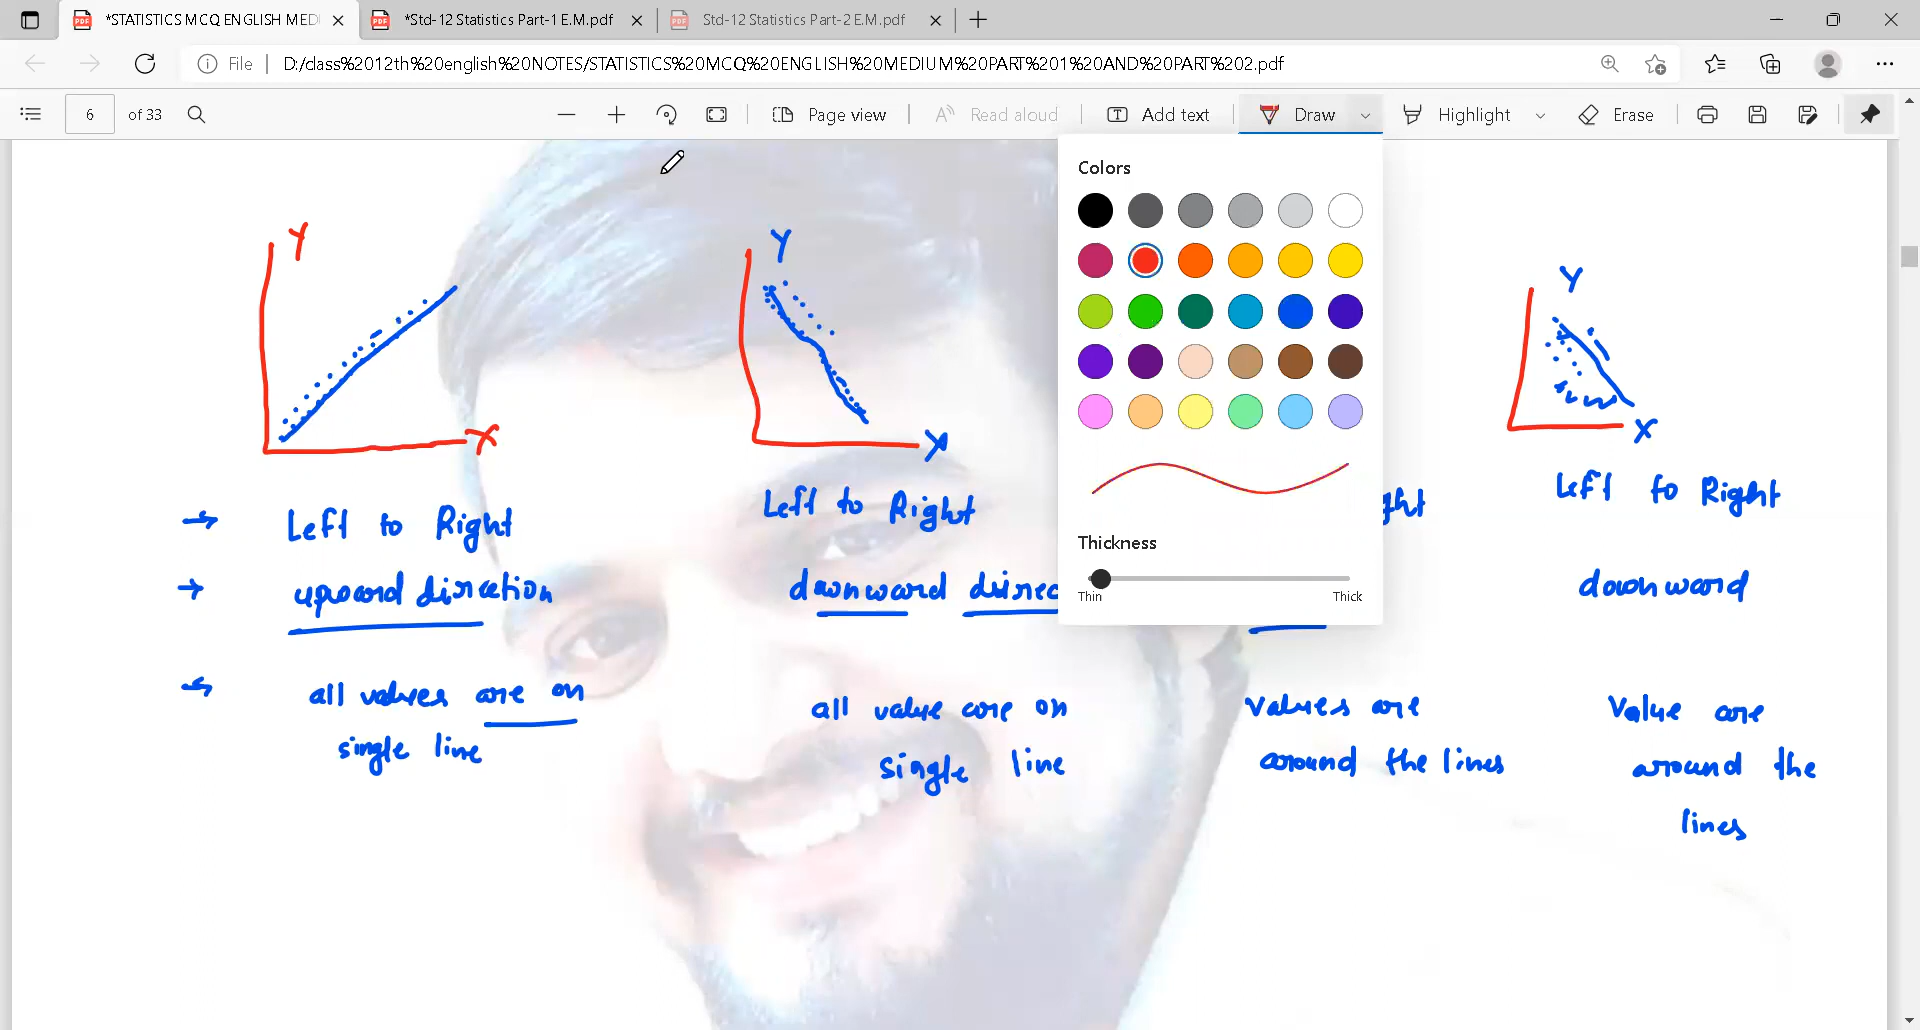 *STATISTICS MCQ ENGLISH MEDI
*Std-12 Statistics Part-1 E.M.pdf
Std-12 Statistics Part-2 E.M.pdf
File
D:/class%2012th%20english%20NOTES/STATISTICS%20MCQ%20ENGLISH%20MEDIUM%20PART%201%20AND%20PART%202.pdf
6 of 33
Page view
Read aloud
Add text
Draw
Highlight
Erase
Colors
Thickness
Thin
Thick
Y
X
Left to Right
upward direction
all values are on
single line
Y
X
Left to Right
downward direc
all value are on
single line
ght
values are
around the lines
Y
X
Left to Right
downward
Value are
around the
lines